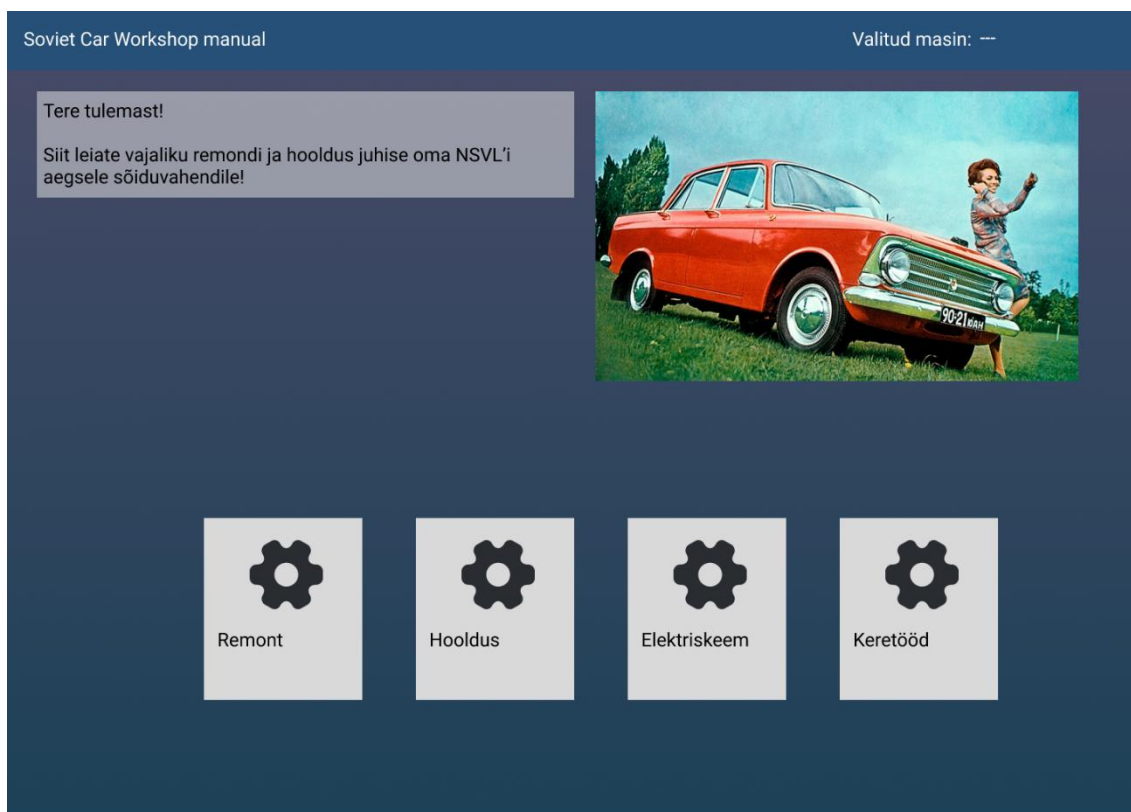 Soviet Car Workshop manual
Valitud masin: ---
Tere tulemast!
Siit leiate vajaliku remondi ja hooldus juhise oma NSVL'i
aegsele sõiduvahendile!
90-21
Remont
Hooldus
Elektriskeem
Keretööd